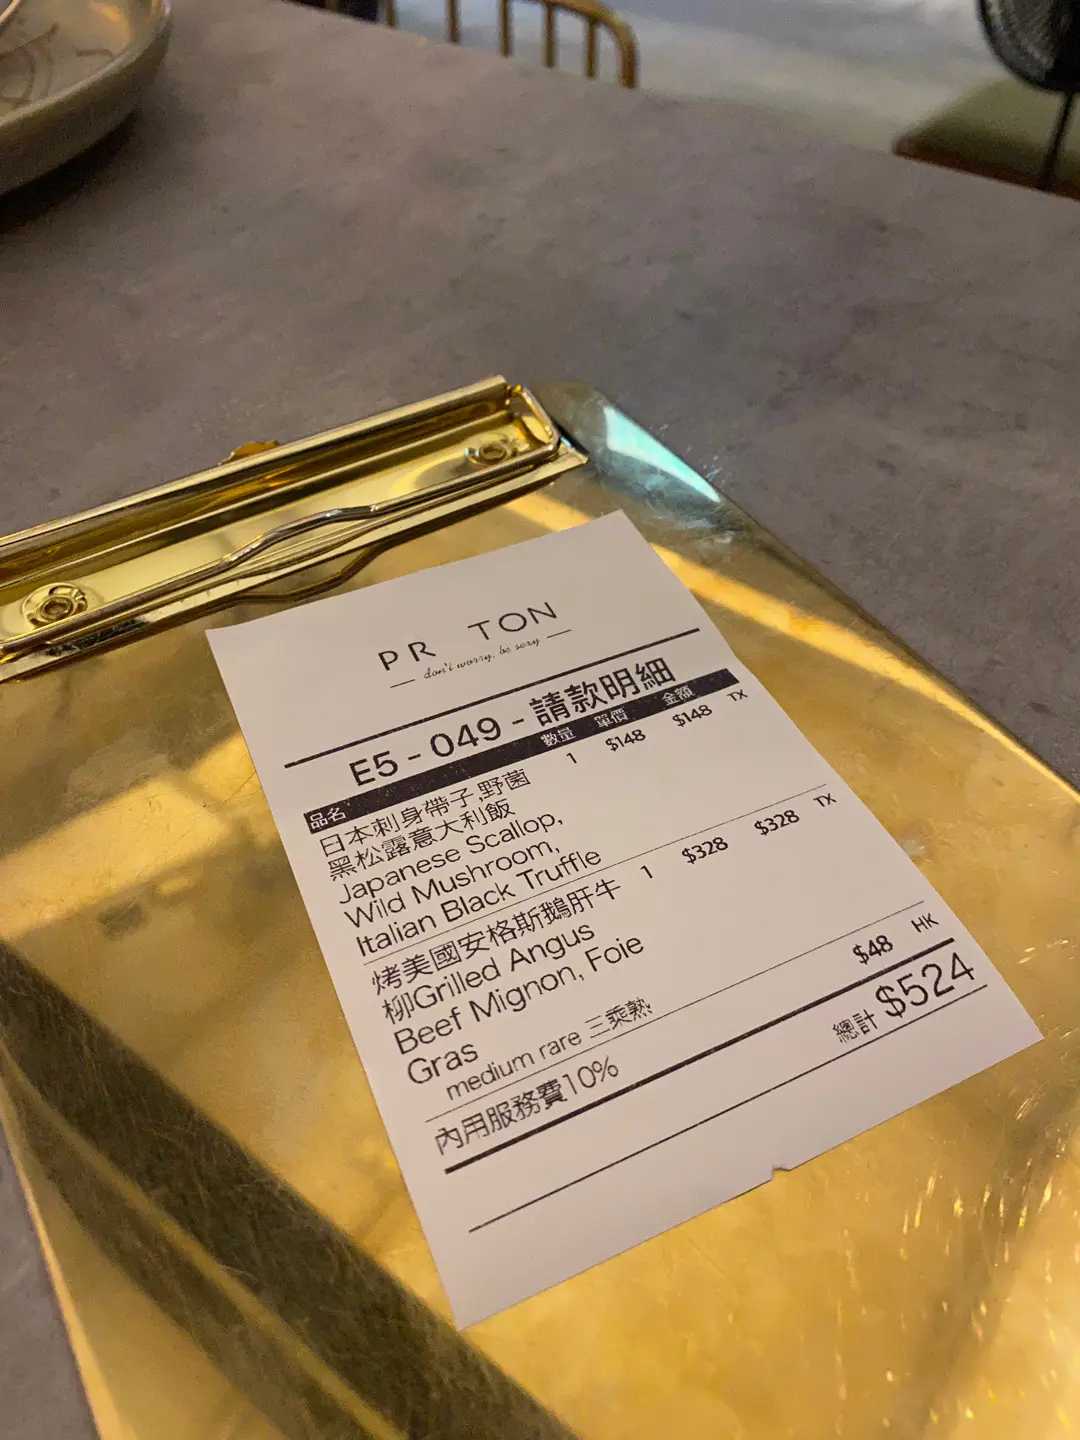 PR TON
don't worry, be sexy
E5 - 049 - 請款明細
品名 數量 單價 金額
日本刺身帶子,野菌 1 $148 $148 TX
黑松露意大利飯
Japanese Scallop,
Wild Mushroom,
Italian Black Truffle
烤美國安格斯鵝肝牛 1 $328 $328 TX
柳Grilled Angus
Beef Mignon, Foie
Gras
medium rare 三乘熟
內用服務費10% $48 HK
總計 $524